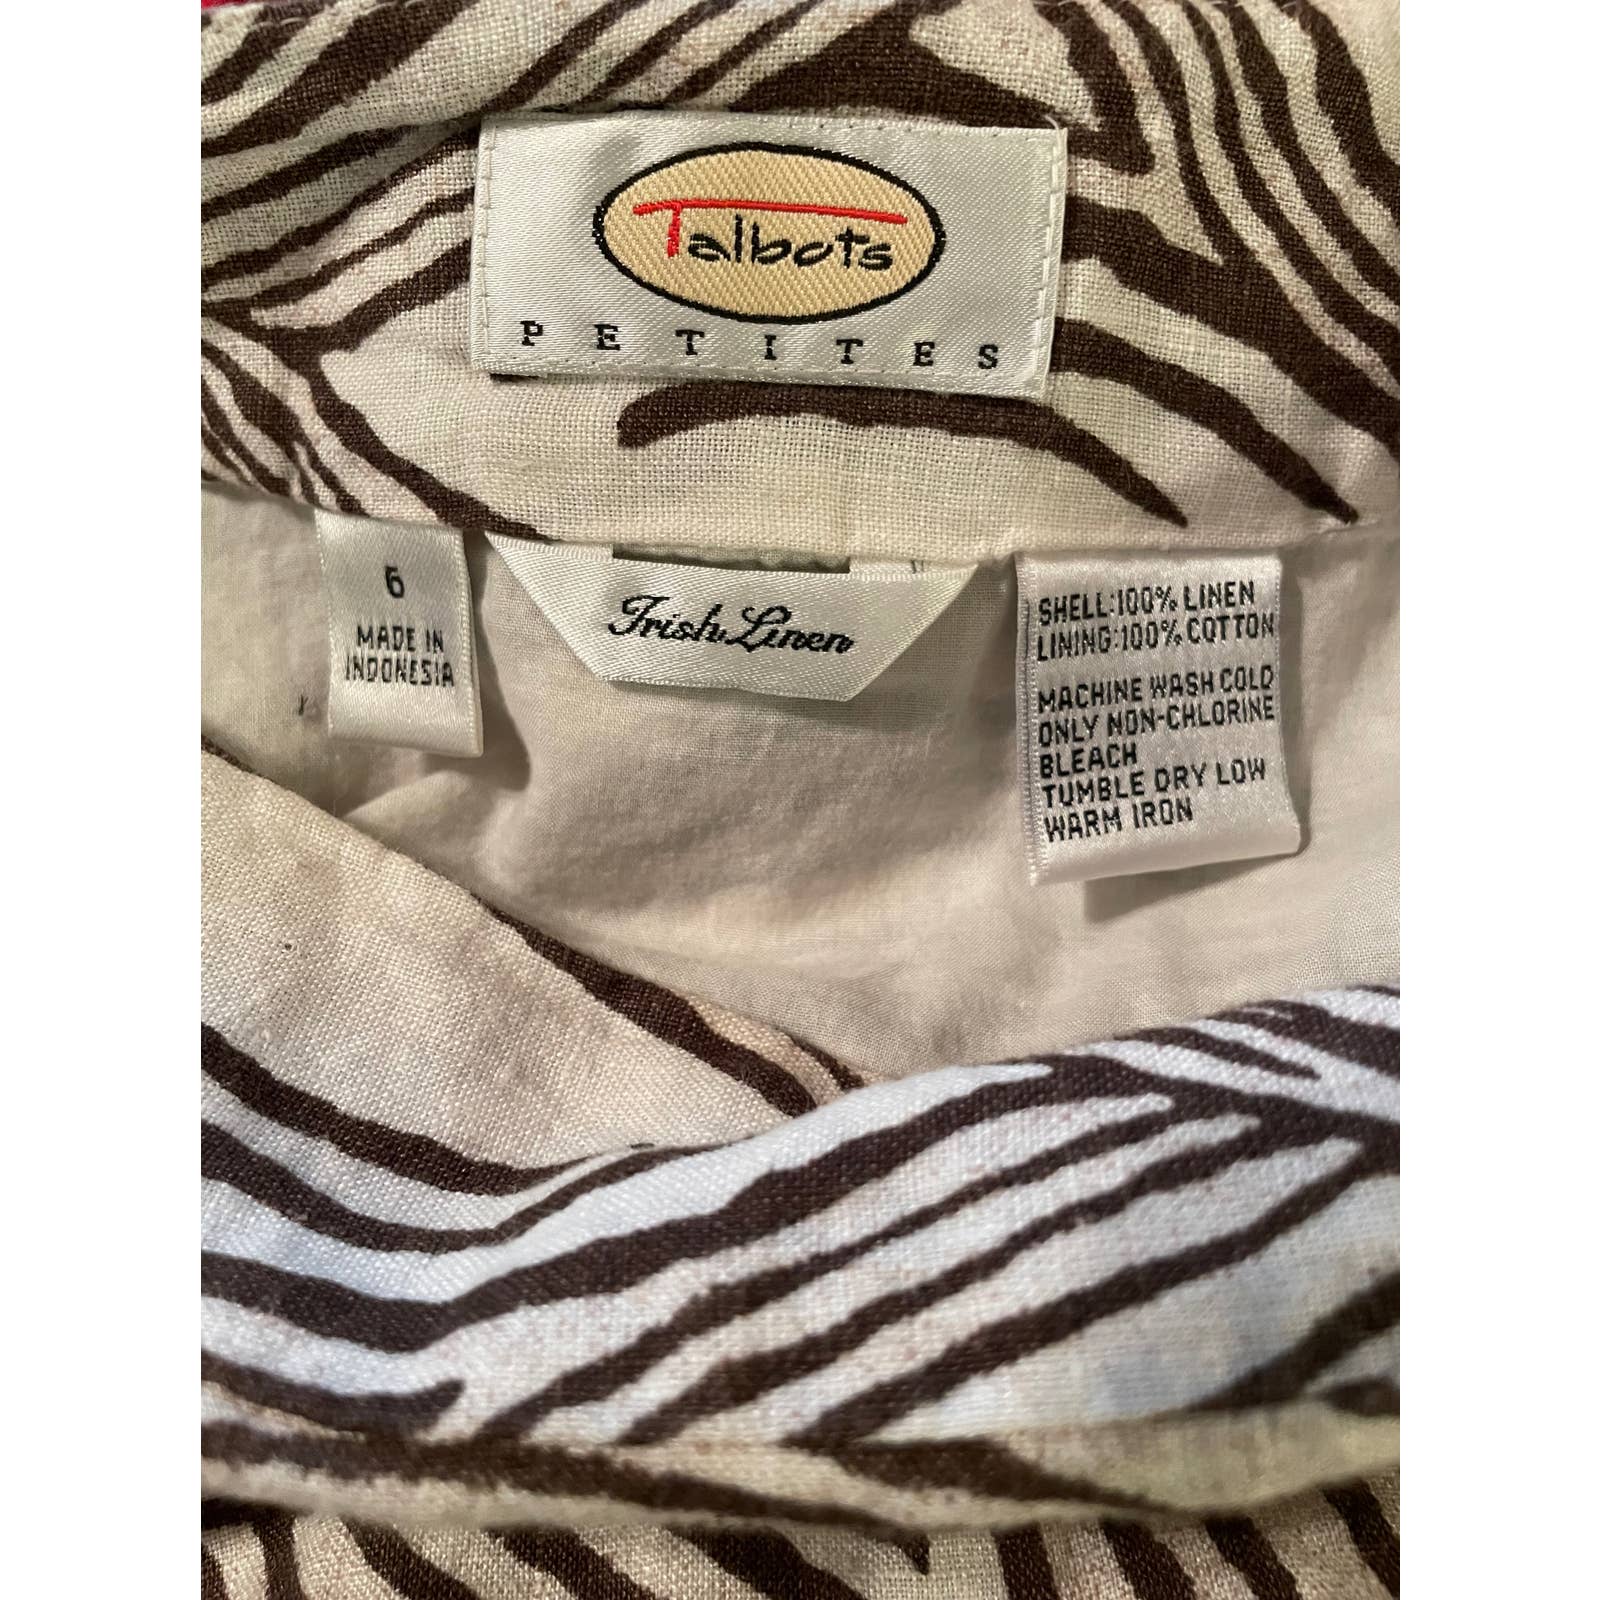 Talbots
PETITES
6
MADE IN
INDONESIA
Irish Linen
SHELL:100% LINEN
LINING:100% COTTON
MACHINE WASH COLD
ONLY NON-CHLORINE
BLEACH
TUMBLE DRY LOW
WARM IRON